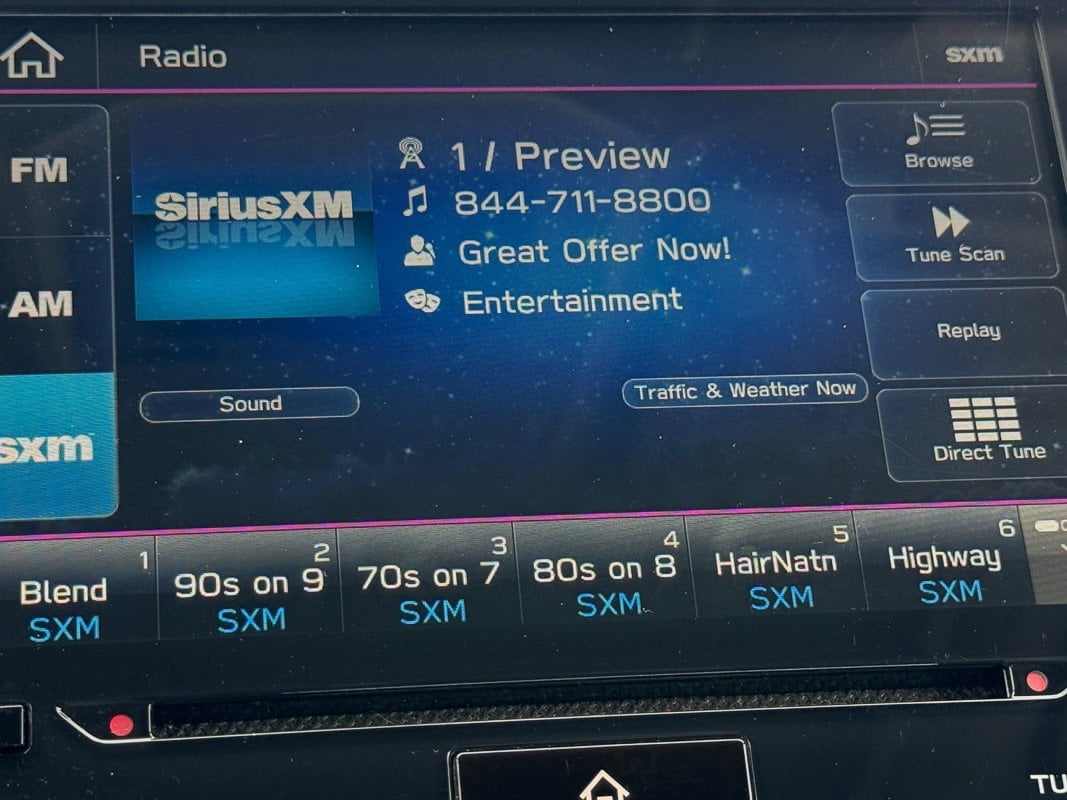 Radio
sxm
FM
AM
sxm
SiriusXM
1 / Preview
844-711-8800
Great Offer Now!
Entertainment
Sound
Traffic & Weather Now
Browse
Tune Scan
Replay
Direct Tune
1
Blend
SXM
2
90s on 9
SXM
3
70s on 7
SXM
4
80s on 8
SXM
5
HairNatn
SXM
6
Highway
SXM
TU